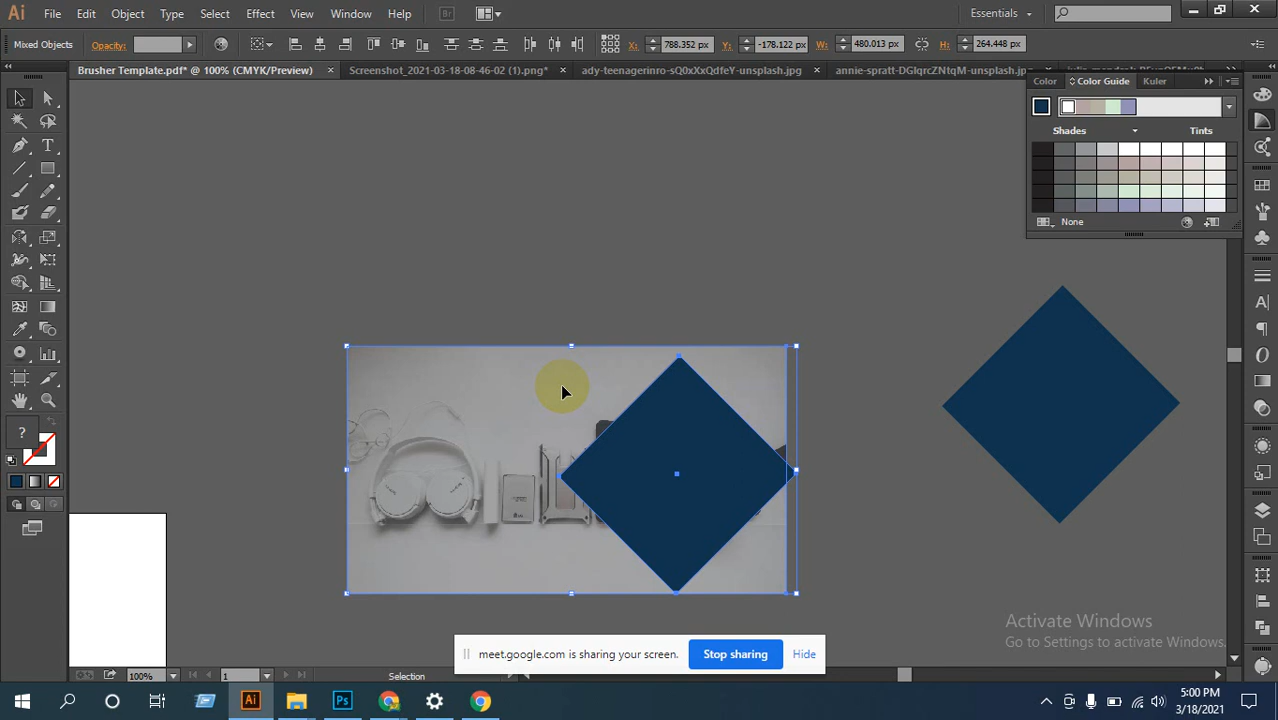 Ai File Edit Object Type Select Effect View Window Help Br Essentials
Mixed Objects Opacity: X: 788.352 px Y: -178.122 px W: 480.013 px H: 264.448 px
Brusher Template.pdf* @ 100% (CMYK/Preview) × Screenshot_2021-03-18-08-46-02 (1).png* × ady-teenagerinro-sQ0xXxQdfeY-unsplash.jpg × annie-spratt-DGIqrcZNtqM-unsplash.jpg
Color Color Guide Kuler
Shades Tints
None
Activate Windows
Go to Settings to activate Windows.
meet.google.com is sharing your screen. Stop sharing Hide
100% 1 Selection
Ai Ps 5:00 PM
3/18/2021